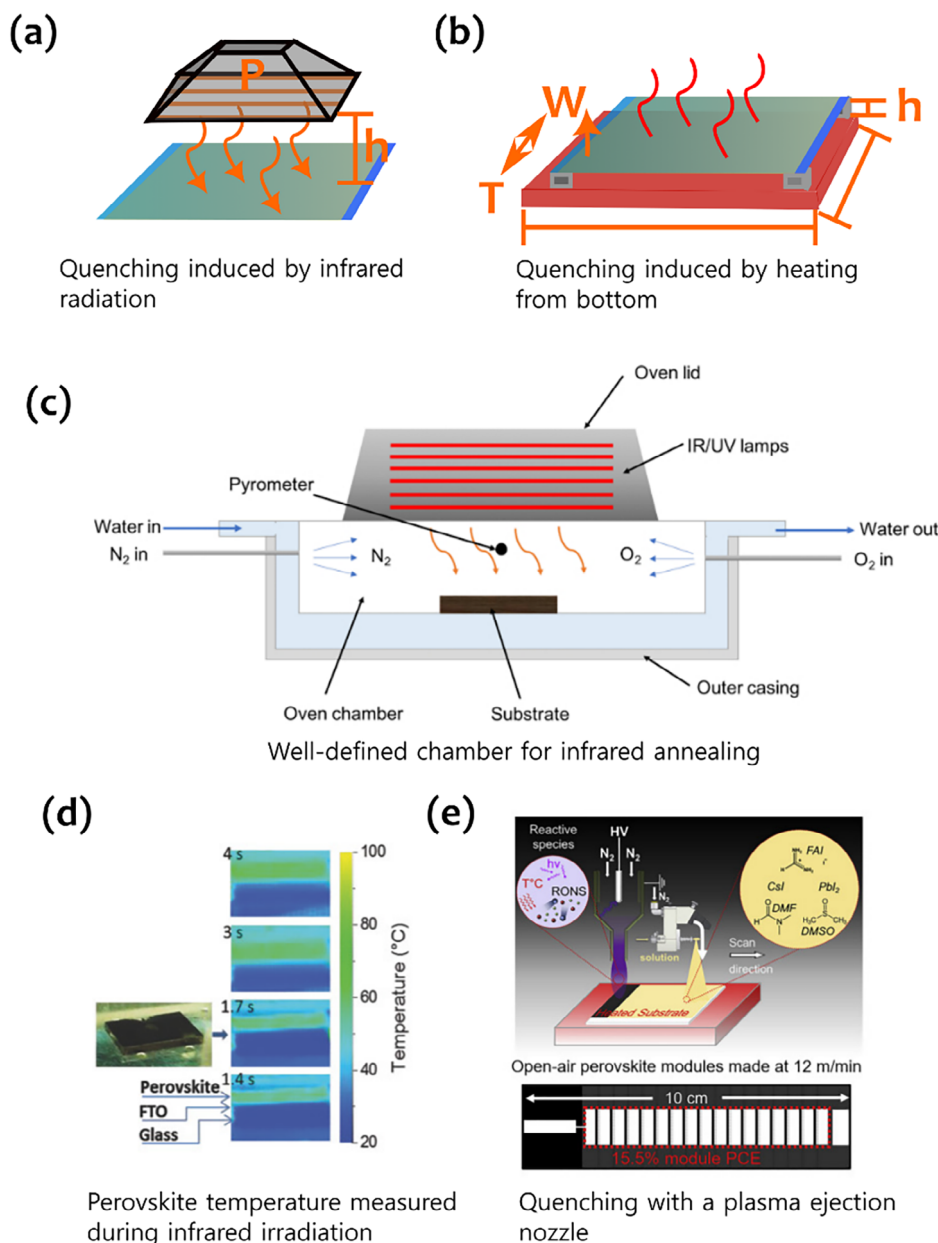 (a)
P
h
Quenching induced by infrared
radiation
(b)
W
T
h
Quenching induced by heating
from bottom
(c)
Oven lid
IR/UV lamps
Pyrometer
Water in
Water out
N2 in
N2
O2
O2 in
Outer casing
Oven chamber
Substrate
Well-defined chamber for infrared annealing
(d)
4 s
3 s
1.7 s
1.4 s
Perovskite
FTO
Glass
100
80
60
40
20
Temperature (°C)
Perovskite temperature measured
during infrared irradiation
(e)
Reactive
species
hv
T°C
RONS
HV
N2
N2
N2
solution
FAI
NH2
H
NH2
I-
CsI
PbI2
DMF
O
H
N
O
H3C
S
CH3
DMSO
Scan
direction
Heated Substrate
Open-air perovskite modules made at 12 m/min
10 cm
15.5% module PCE
Quenching with a plasma ejection
nozzle